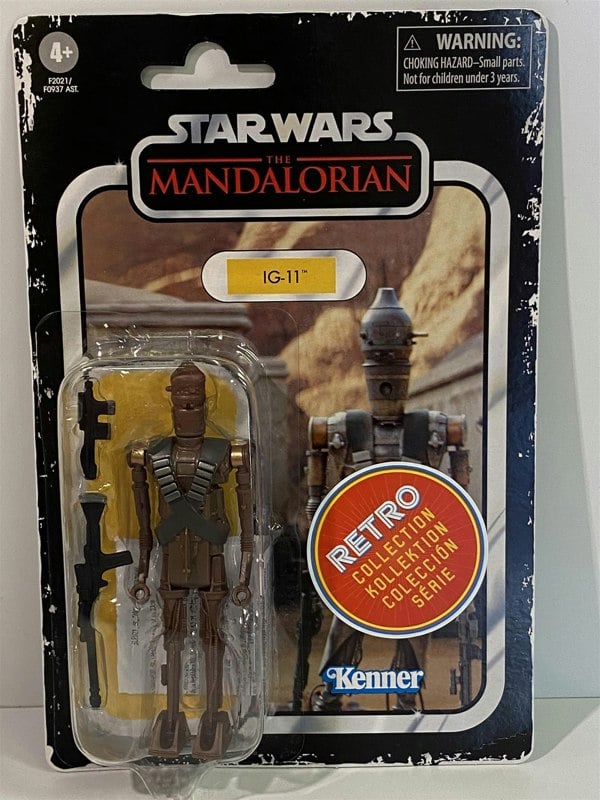 4+
F2021/
F0937 AST.
WARNING:
CHOKING HAZARD–Small parts.
Not for children under 3 years.
STAR WARS
THE
MANDALORIAN
IG-11™
RETRO
COLLECTION
KOLLEKTION
COLECCIÓN
SÉRIE
Kenner